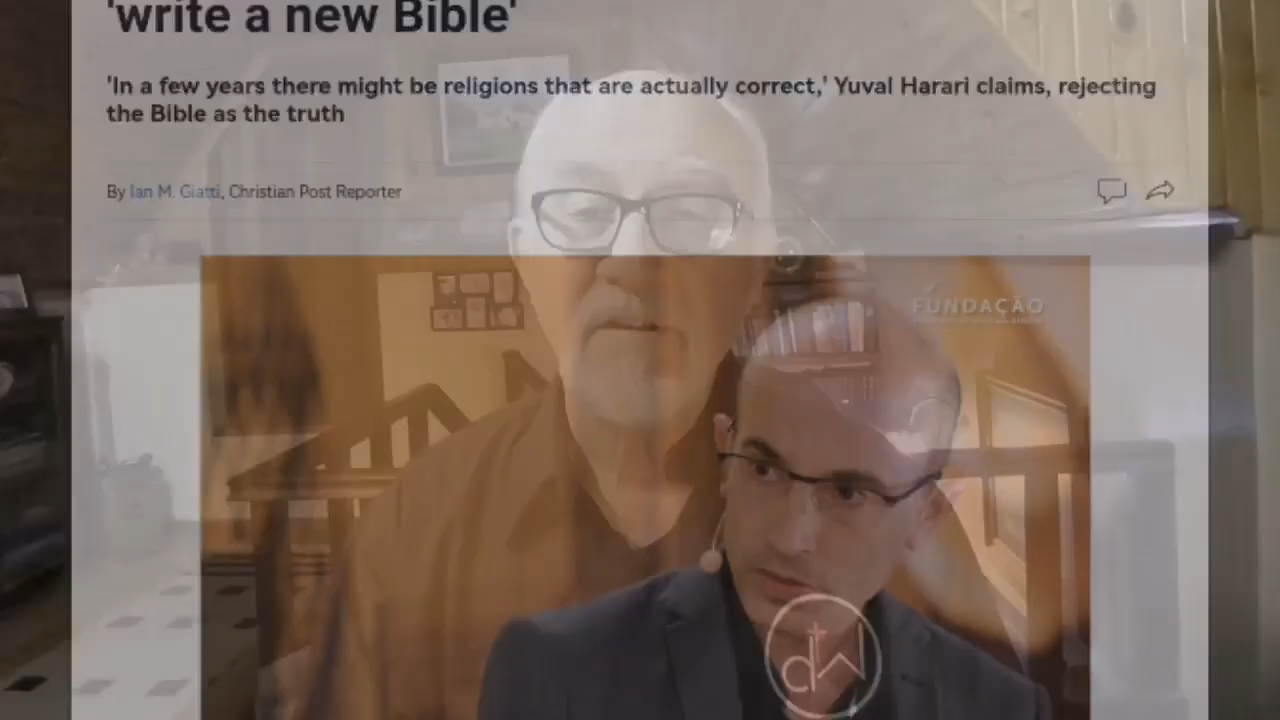 'write a new Bible'
'In a few years there might be religions that are actually correct,' Yuval Harari claims, rejecting
the Bible as the truth
By Ian M. Giatti, Christian Post Reporter
FUNDAÇÃO
dW